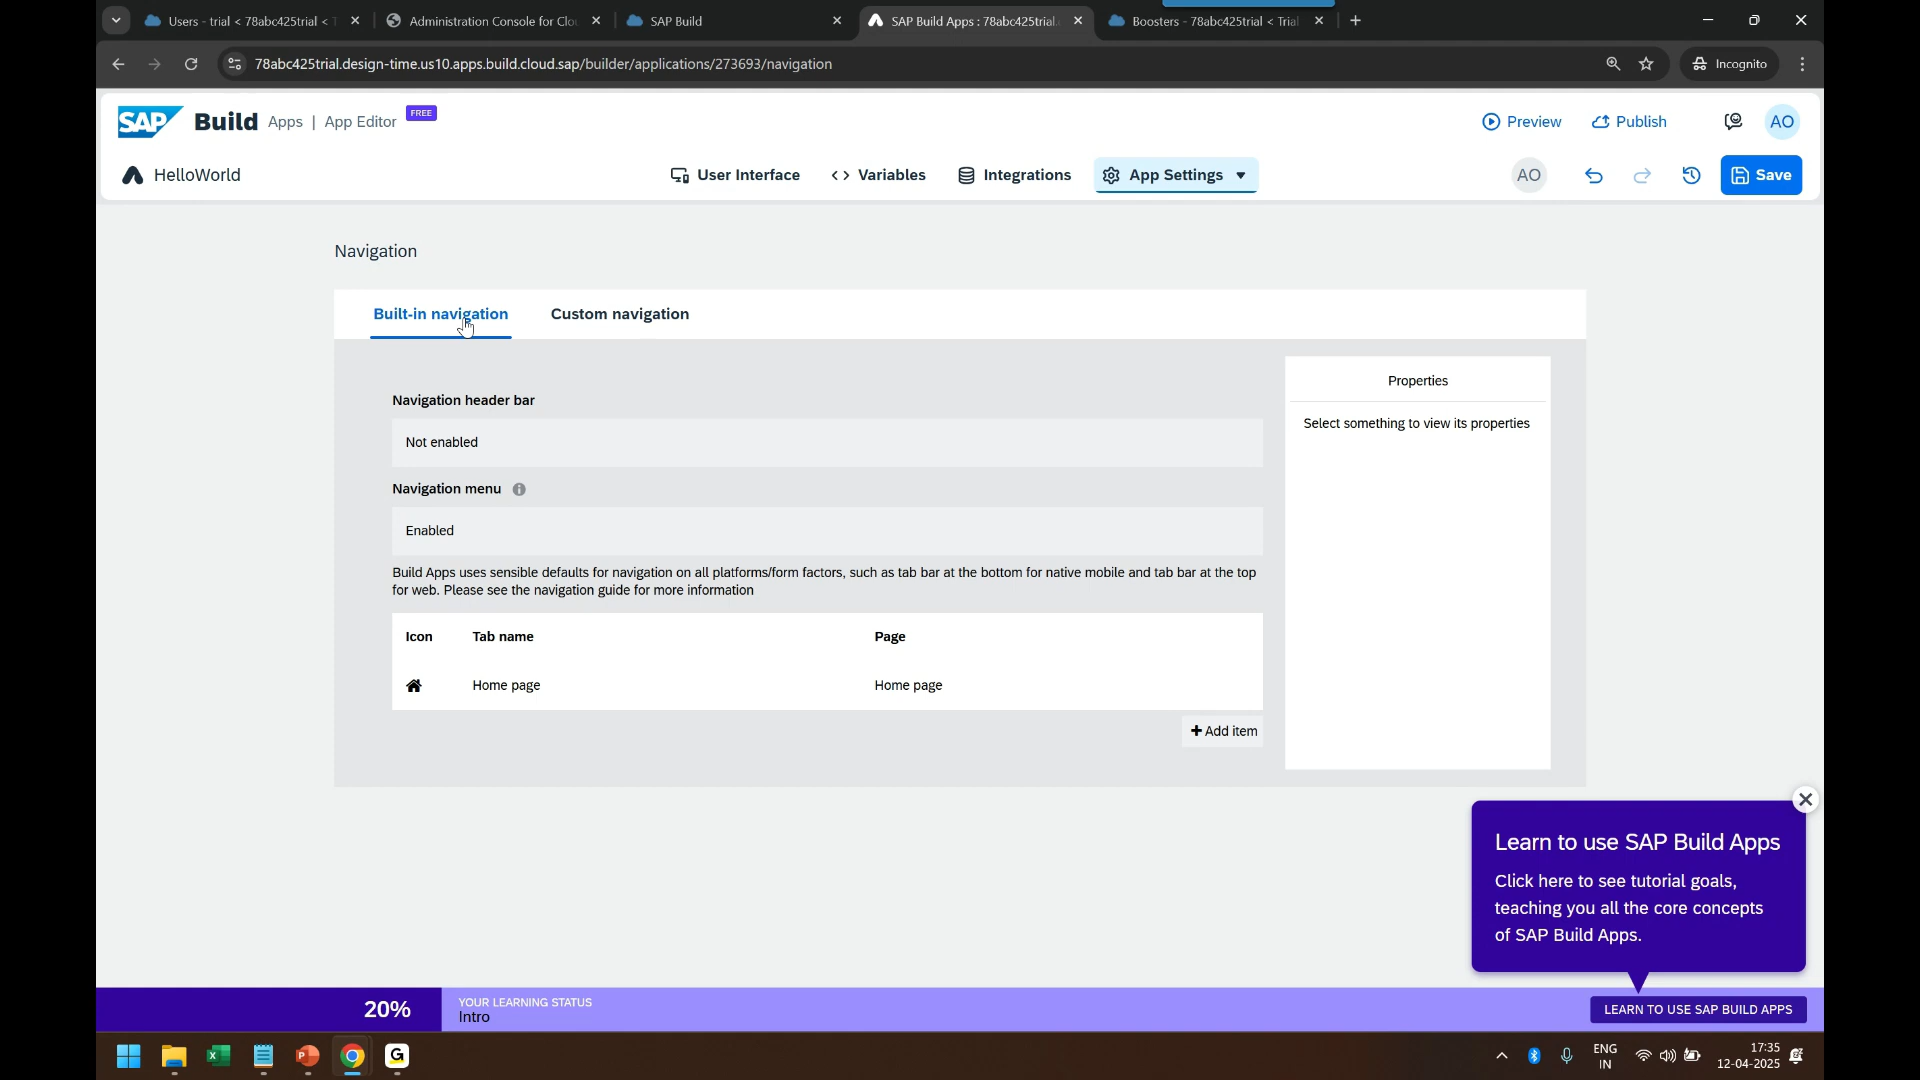 Users - trial < 78abc425trial < T
Administration Console for Clou
SAP Build
SAP Build Apps : 78abc425trial.
Boosters - 78abc425trial < Trial
78abc425trial.design-time.us10.apps.build.cloud.sap/builder/applications/273693/navigation
Incognito
SAP Build Apps | App Editor FREE
Preview
Publish
AO
HelloWorld
User Interface
<> Variables
Integrations
App Settings
AO
Save
Navigation
Built-in navigation
Custom navigation
Navigation header bar
Not enabled
Navigation menu
Enabled
Build Apps uses sensible defaults for navigation on all platforms/form factors, such as tab bar at the bottom for native mobile and tab bar at the top
for web. Please see the navigation guide for more information
Icon Tab name Page
Home page Home page
+ Add item
Properties
Select something to view its properties
Learn to use SAP Build Apps
Click here to see tutorial goals,
teaching you all the core concepts
of SAP Build Apps.
20%
YOUR LEARNING STATUS
Intro
LEARN TO USE SAP BUILD APPS
ENG
IN
17:35
12-04-2025